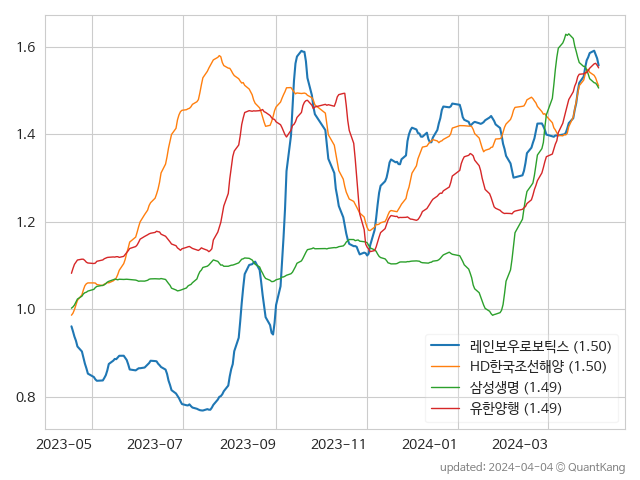 1.6
1.4
1.2
1.0
0.8
레인보우로보틱스 (1.50)
HD한국조선해양 (1.50)
삼성생명 (1.49)
유한양행 (1.49)
2023-05 2023-07 2023-09 2023-11 2024-01 2024-03
updated: 2024-04-04 © QuantKang